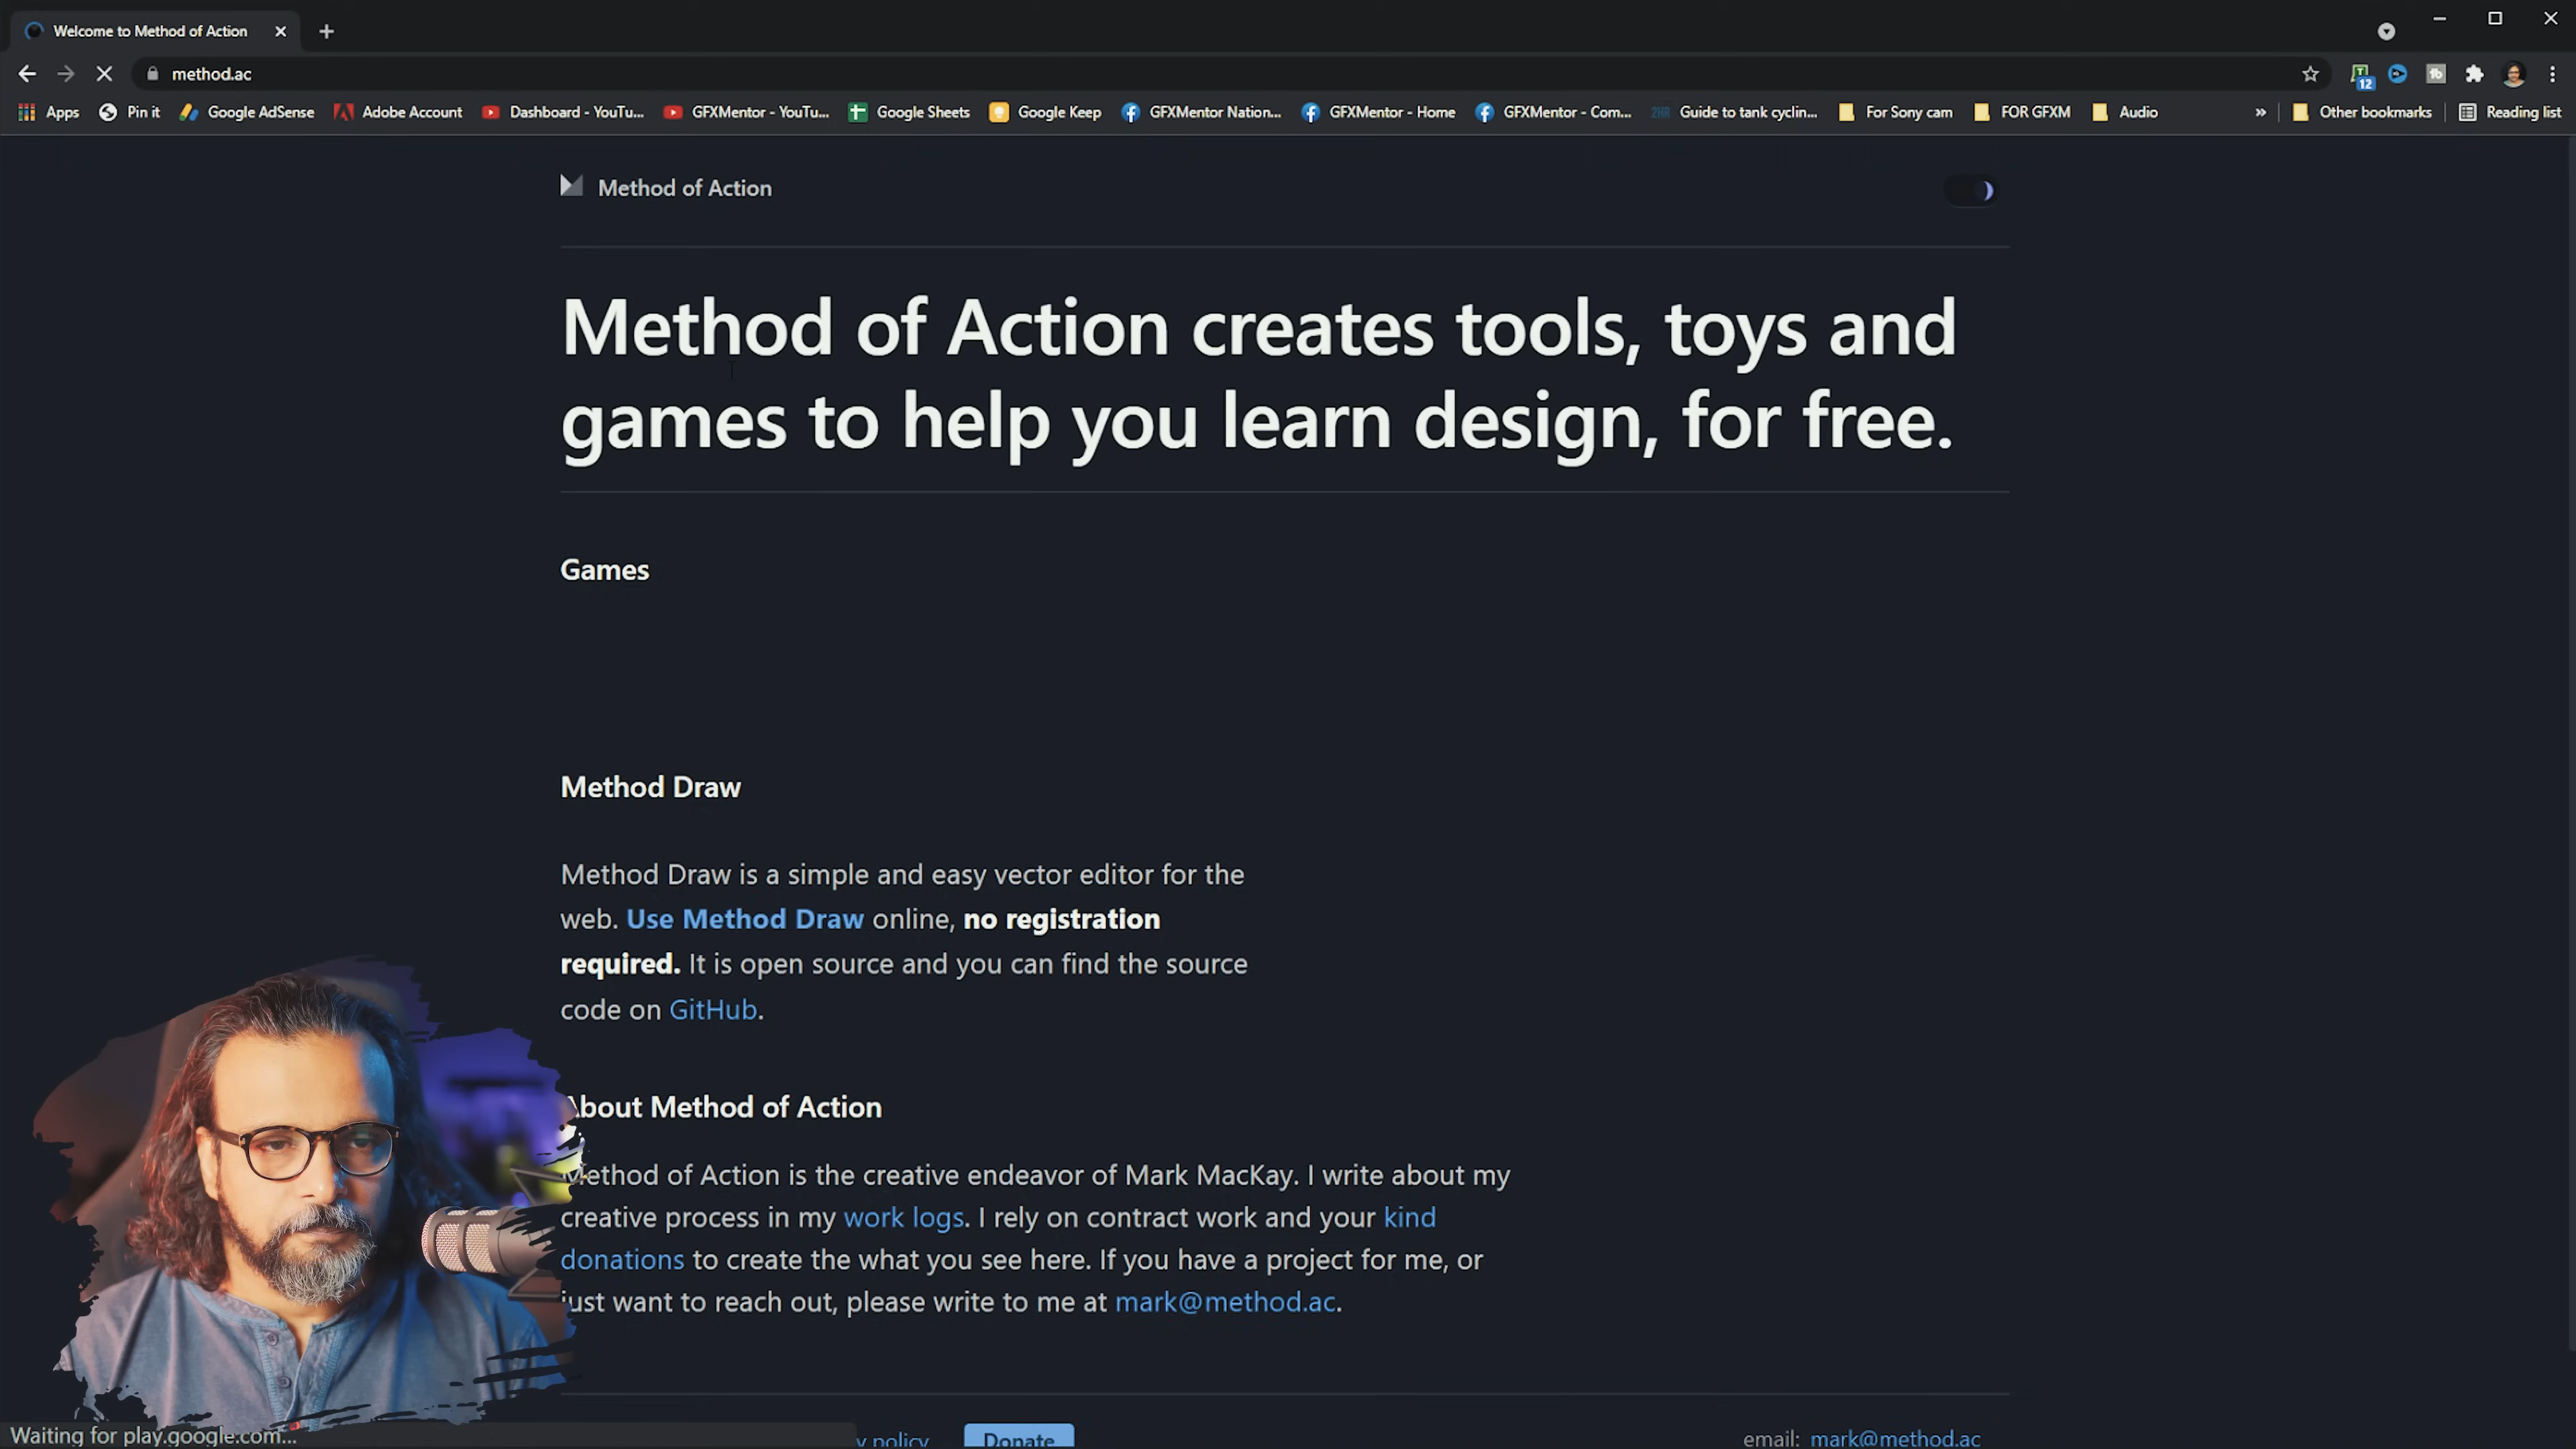 Welcome to Method of Action
method.ac
12
Apps Pin it Google AdSense Adobe Account Dashboard - YouTu... GFXMentor - YouTu... Google Sheets Google Keep GFXMentor Nation... GFXMentor - Home GFXMentor - Com... 2HR Guide to tank cyclin... For Sony cam FOR GFXM Audio » Other bookmarks Reading list
Method of Action
Method of Action creates tools, toys and
games to help you learn design, for free.
Games
Method Draw
Method Draw is a simple and easy vector editor for the
web. Use Method Draw online, no registration
required. It is open source and you can find the source
code on GitHub.
About Method of Action
Method of Action is the creative endeavor of Mark MacKay. I write about my
creative process in my work logs. I rely on contract work and your kind
donations to create the what you see here. If you have a project for me, or
just want to reach out, please write to me at mark@method.ac.
Waiting for play.google.com...
y policy Donate email: mark@method.ac